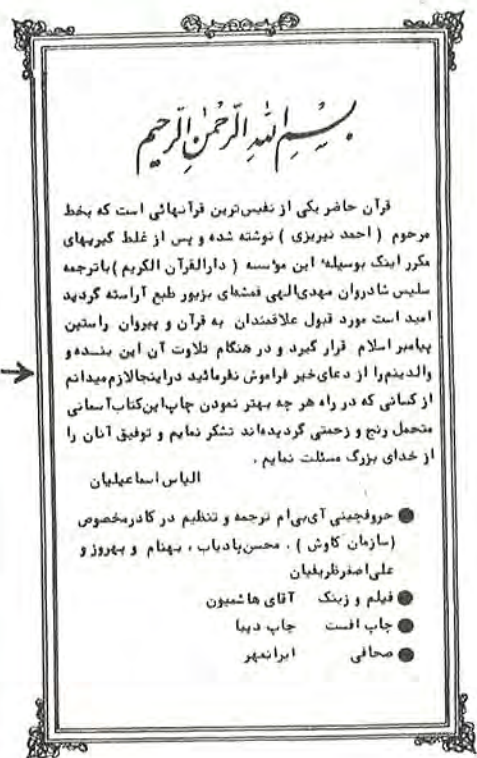 بِسْمِ اللهِ الرَّحْمٰنِ الرَّحِيمِ
قرآن حاضر یکی از نفیس‌ترین قرآنهائی است که بخط
مرحوم ( احمد نیریزی ) نوشته شده و پس از غلط گیریهای
مکرر اینک بوسیلهٔ این مؤسسه ( دارالقرآن الکریم ) باترجمه
سلیس شادروان مهدی‌الهی قمشه‌ای بزیور طبع آراسته گردید
امید است مورد قبول علاقمندان به قرآن و پیروان راستین
پیامبر اسلام قرار گیرد و در هنگام تلاوت آن این بنده و
والدینم را از دعای‌خیر فراموش نفرمائید دراینجالازم‌میدانم
از کسانی که در راه هر چه بهتر نمودن چاپ‌این‌کتاب‌آسمانی
متحمل رنج و زحمتی گردیده‌اند تشکر نمایم و توفیق آنان را
از خدای بزرگ مسئلت نمایم .
الیاس اسماعیلیان
● حروفچینی آی‌بی‌ام ترجمه و تنظیم در کادرمخصوص
(سازمان کاوش ) . محسن‌پادیاب ، بهنام و بهروز و
علی‌اصغرظریفیان
● فیلم و زینک آقای هاشمیون
● چاپ افست چاپ دیبا
● صحافی ایرانمهر